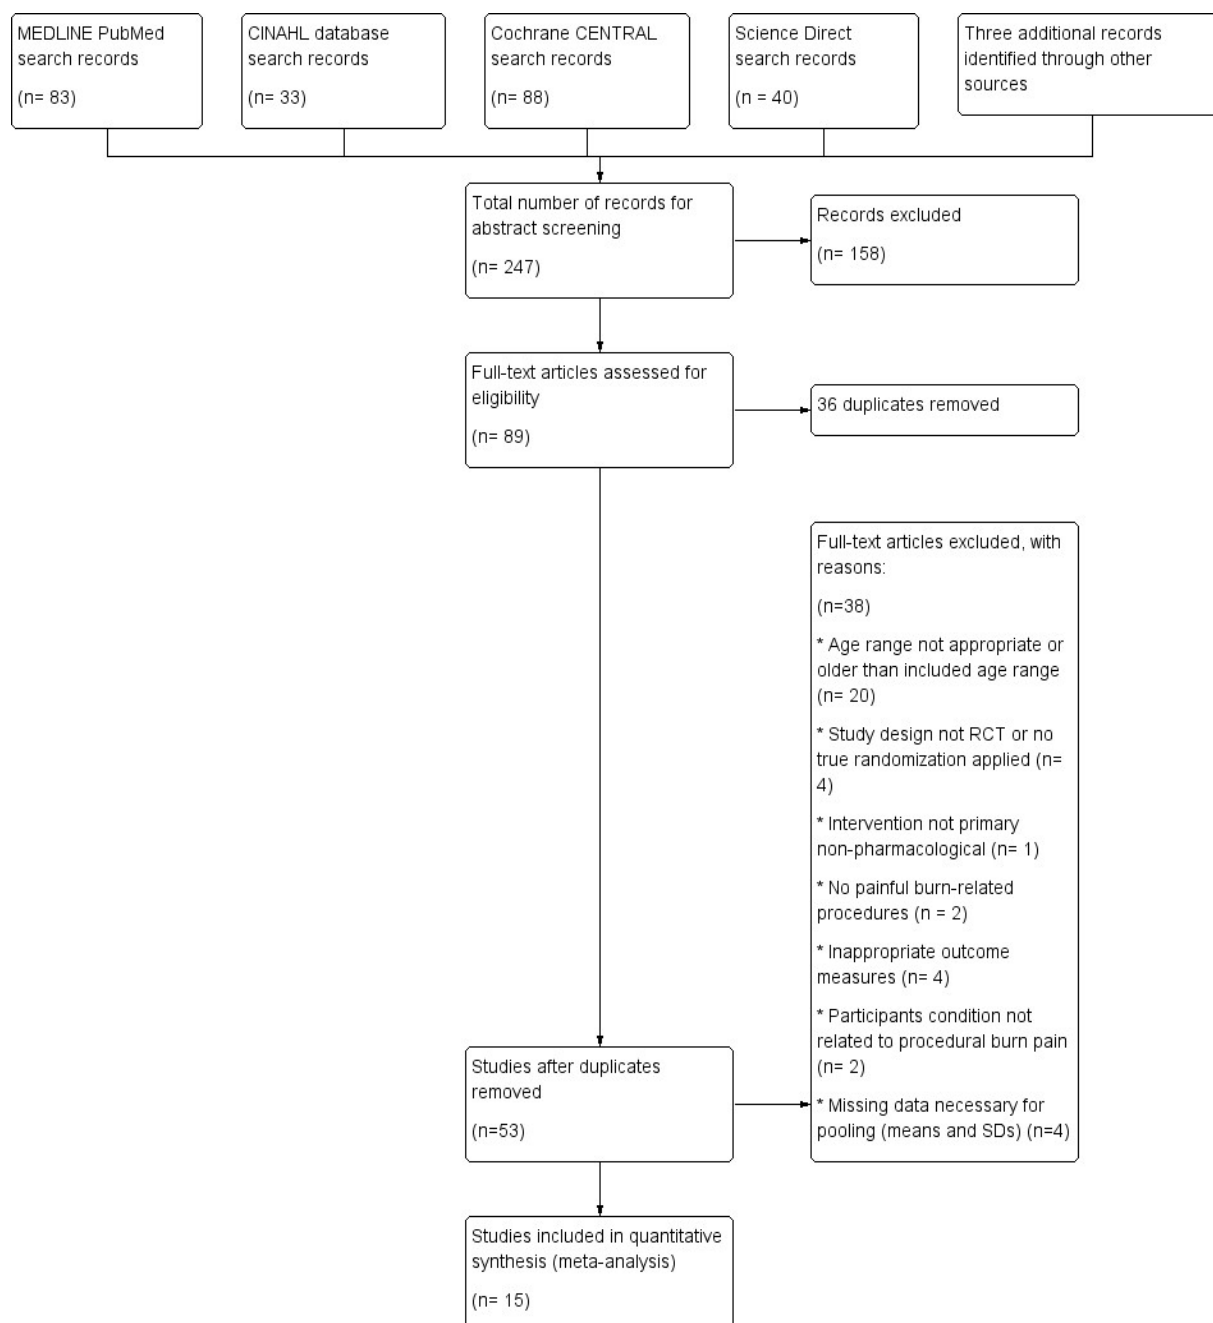 MEDLINE PubMed
search records
(n= 83)
CINAHL database
search records
(n= 33)
Cochrane CENTRAL
search records
(n= 88)
Science Direct
search records
(n = 40)
Three additional records
identified through other
sources
Total number of records for
abstract screening
(n= 247)
Records excluded
(n= 158)
Full-text articles assessed for
eligibility
(n= 89)
36 duplicates removed
Full-text articles excluded, with
reasons:
(n=38)
* Age range not appropriate or
older than included age range
(n= 20)
* Study design not RCT or no
true randomization applied (n=
4)
* Intervention not primary
non-pharmacological (n= 1)
* No painful burn-related
procedures (n = 2)
* Inappropriate outcome
measures (n= 4)
* Participants condition not
related to procedural burn pain
(n= 2)
* Missing data necessary for
pooling (means and SDs) (n=4)
Studies after duplicates
removed
(n=53)
Studies included in quantitative
synthesis (meta-analysis)
(n= 15)